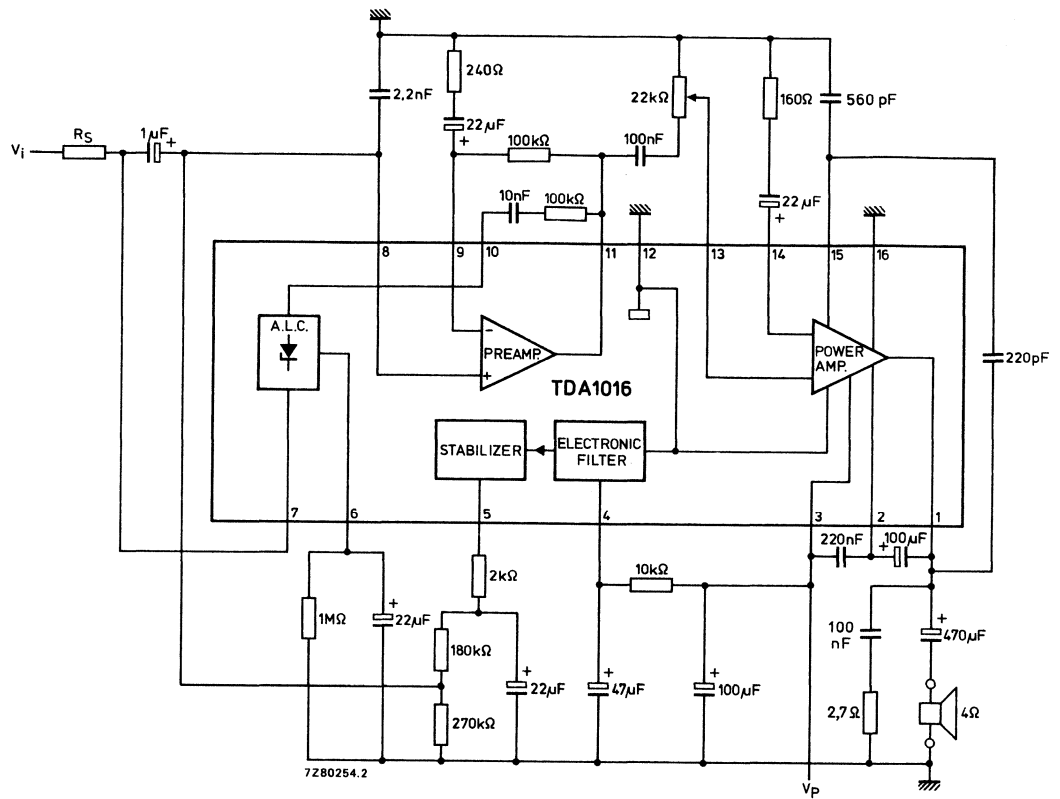 240Ω
2,2nF
22kΩ
160Ω
560 pF
RS
1µF
+
22µF
+
Vi
100kΩ
100nF
10nF
100kΩ
22µF
+
8
9
10
11
12
13
14
15
16
A.L.C.
−
PREAMP.
+
POWER
AMP.
220pF
TDA1016
STABILIZER
ELECTRONIC
FILTER
7
6
5
4
3
2
1
220nF
+
100µF
2kΩ
10kΩ
1MΩ
+
22µF
180kΩ
+
22µF
+
47µF
+
100µF
100
nF
+
470µF
270kΩ
2,7Ω
4Ω
7Z80254.2
VP